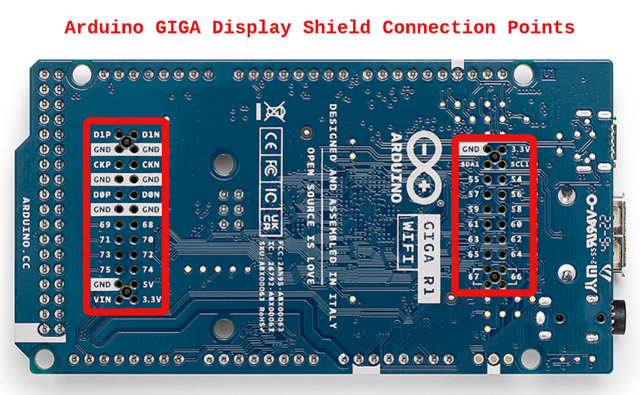 Arduino GIGA Display Shield Connection Points
D1P D1N
GND GND
CKP CKN
GND GND
D0P D0N
GND GND
69 68
71 70
73 72
75 74
GND 5V
VIN 3.3V
ARDUINO.CC
CE FC IC
UK CA
FCC: 2AN9S-ABX00063
IC: 26792-ABX00063
SKU: ABX00063 RoHS
OPEN SOURCE IS LOVE
DESIGNED AND ASSEMBLED IN ITALY
ARDUINO
GIGA R1
WIFI
GND 3.3V
SDA1 SCL1
55 54
57 56
59 58
61 60
63 62
65 64
67 66